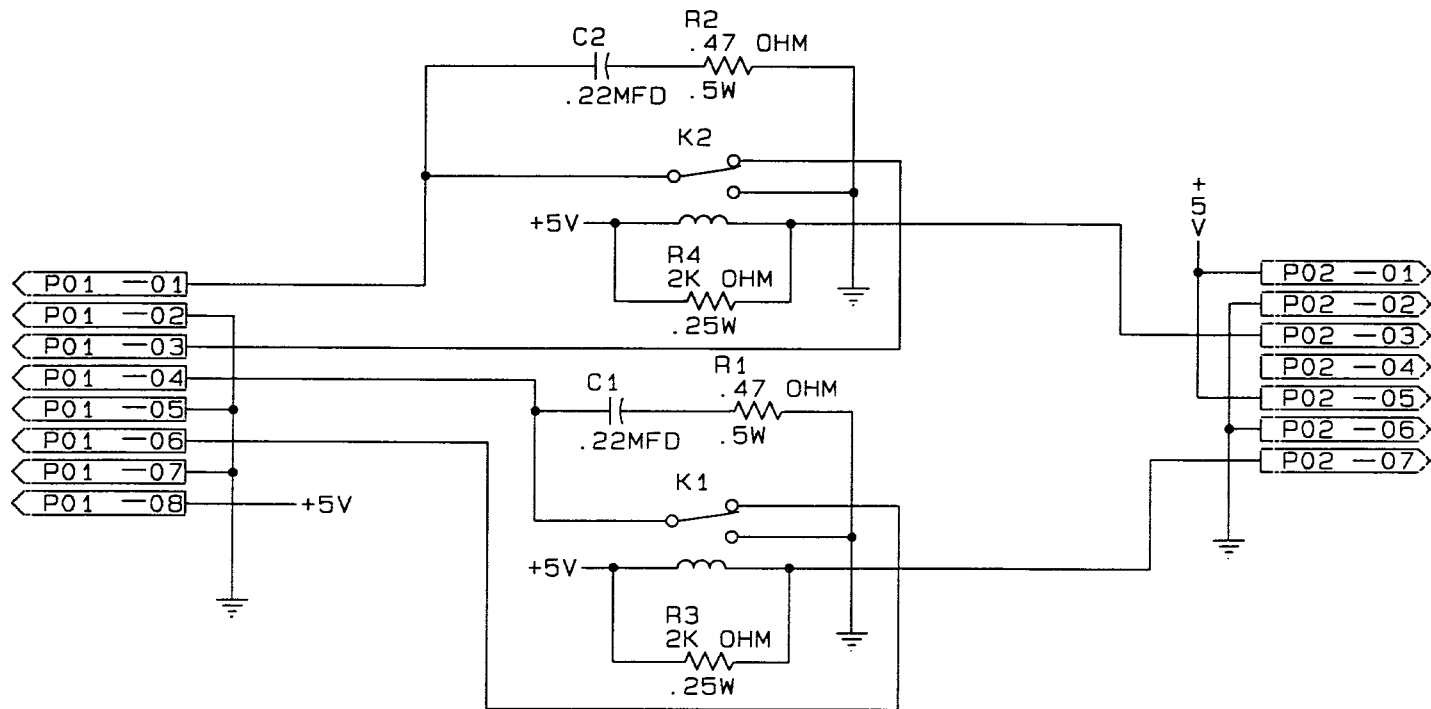 R2
.47 OHM
C2
.22MFD
.5W
K2
+5V
R4
2K OHM
.25W
P01 -01
P01 -02
P01 -03
P01 -04
P01 -05
P01 -06
P01 -07
P01 -08
+5V
R1
.47 OHM
C1
.22MFD
.5W
K1
+5V
R3
2K OHM
.25W
+5V
P02 -01
P02 -02
P02 -03
P02 -04
P02 -05
P02 -06
P02 -07